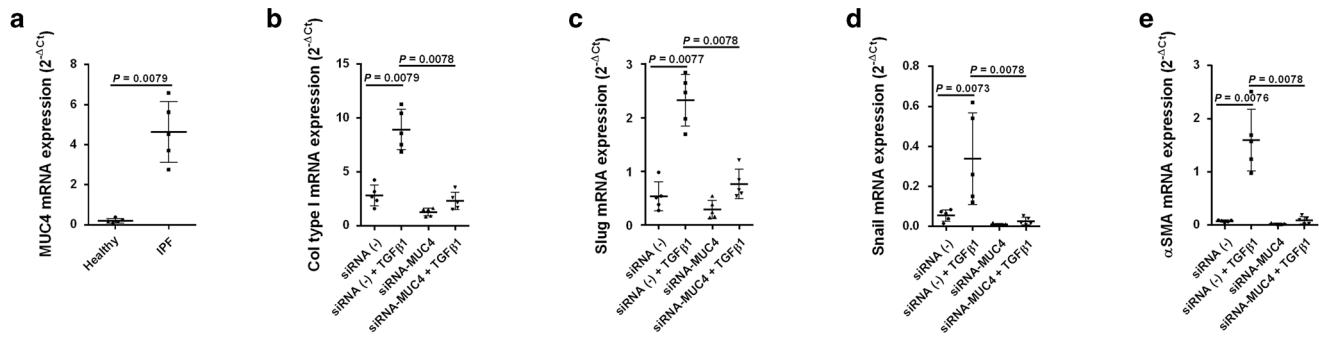 a
MUC4 mRNA expression (2-ΔCt)
8
6
4
2
0
P = 0.0079
Healthy
IPF
b
Col type I mRNA expression (2-ΔCt)
15
10
5
0
P = 0.0078
P = 0.0079
siRNA (-)
siRNA (-) + TGFβ1
siRNA-MUC4
siRNA-MUC4 + TGFβ1
c
Slug mRNA expression (2-ΔCt)
3
2
1
0
P = 0.0078
P = 0.0077
siRNA (-)
siRNA (-) + TGFβ1
siRNA-MUC4
siRNA-MUC4 + TGFβ1
d
Snail mRNA expression (2-ΔCt)
0.8
0.6
0.4
0.2
0.0
P = 0.0078
P = 0.0073
siRNA (-)
siRNA (-) + TGFβ1
siRNA-MUC4
siRNA-MUC4 + TGFβ1
e
αSMA mRNA expression (2-ΔCt)
3
2
1
0
P = 0.0078
P = 0.0076
siRNA (-)
siRNA (-) + TGFβ1
siRNA-MUC4
siRNA-MUC4 + TGFβ1